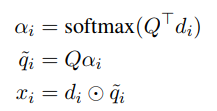 αᵢ = softmax(Q⊤dᵢ)
q̃ᵢ = Qαᵢ
xᵢ = dᵢ ⊙ q̃ᵢ